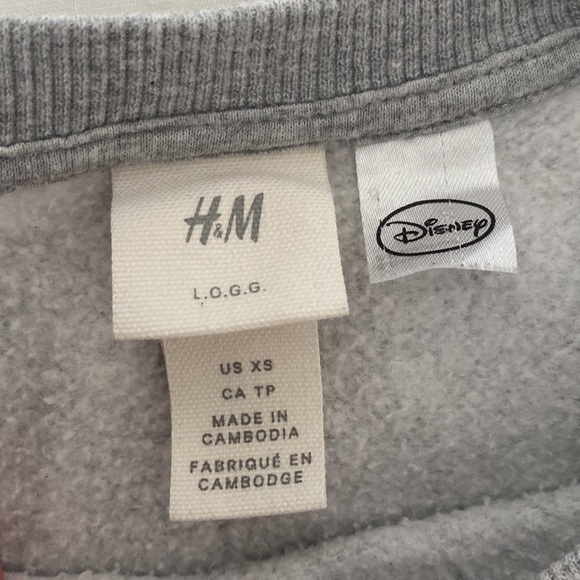 H&M
L.O.G.G.
Disney
US XS
CA TP
MADE IN
CAMBODIA
FABRIQUÉ EN
CAMBODGE